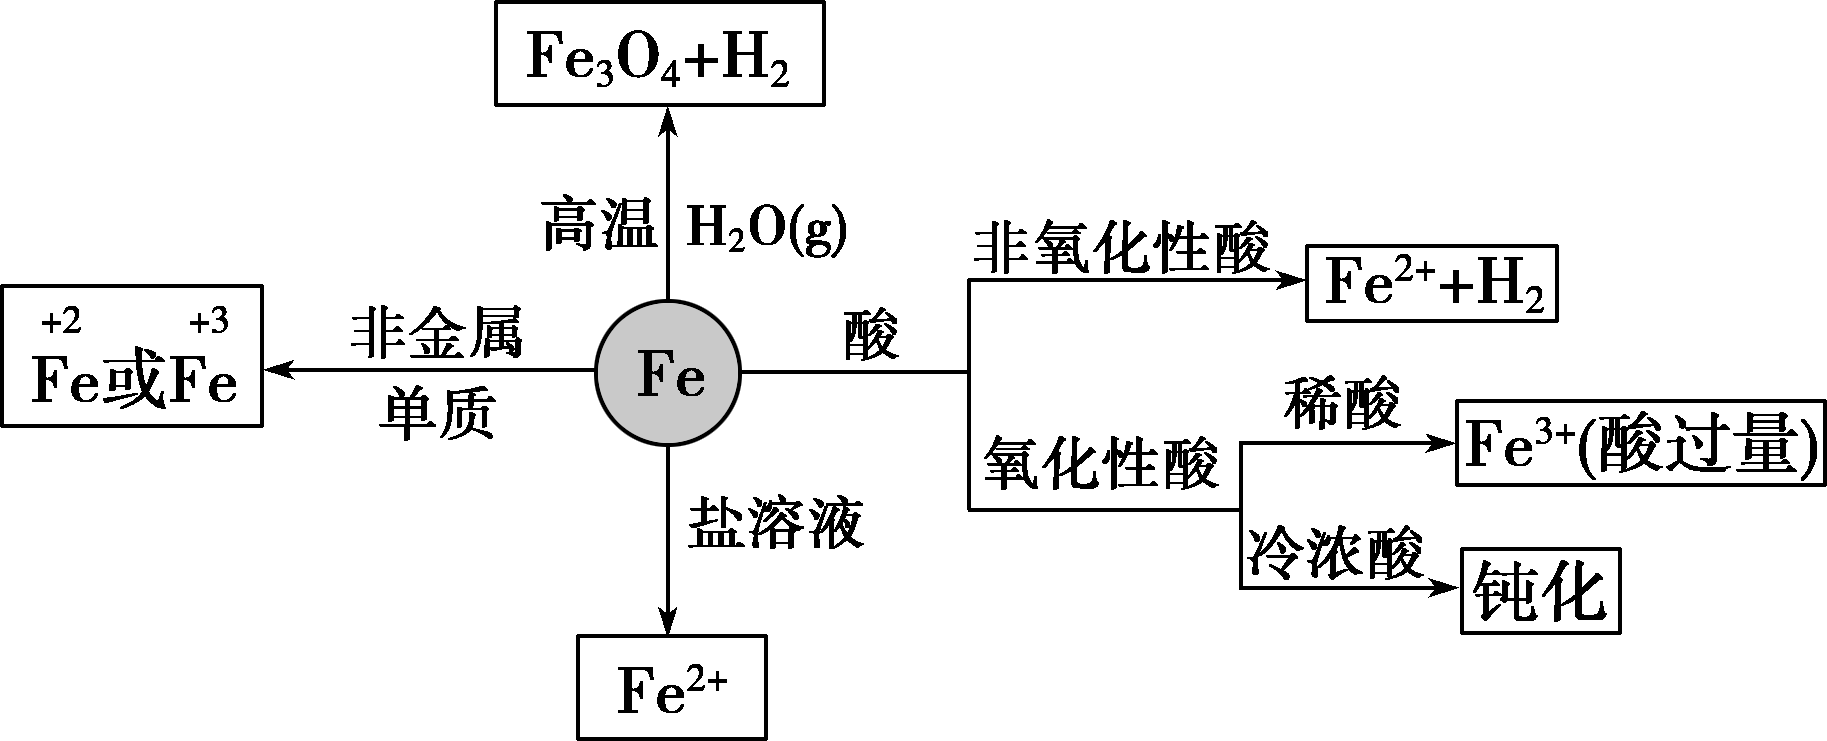 Fe₃O₄+H₂
高温 H₂O(g)
非氧化性酸
Fe²⁺+H₂
+2 +3
Fe或Fe
非金属
单质
Fe
酸
稀酸
Fe³⁺(酸过量)
氧化性酸
盐溶液
冷浓酸
钝化
Fe²⁺